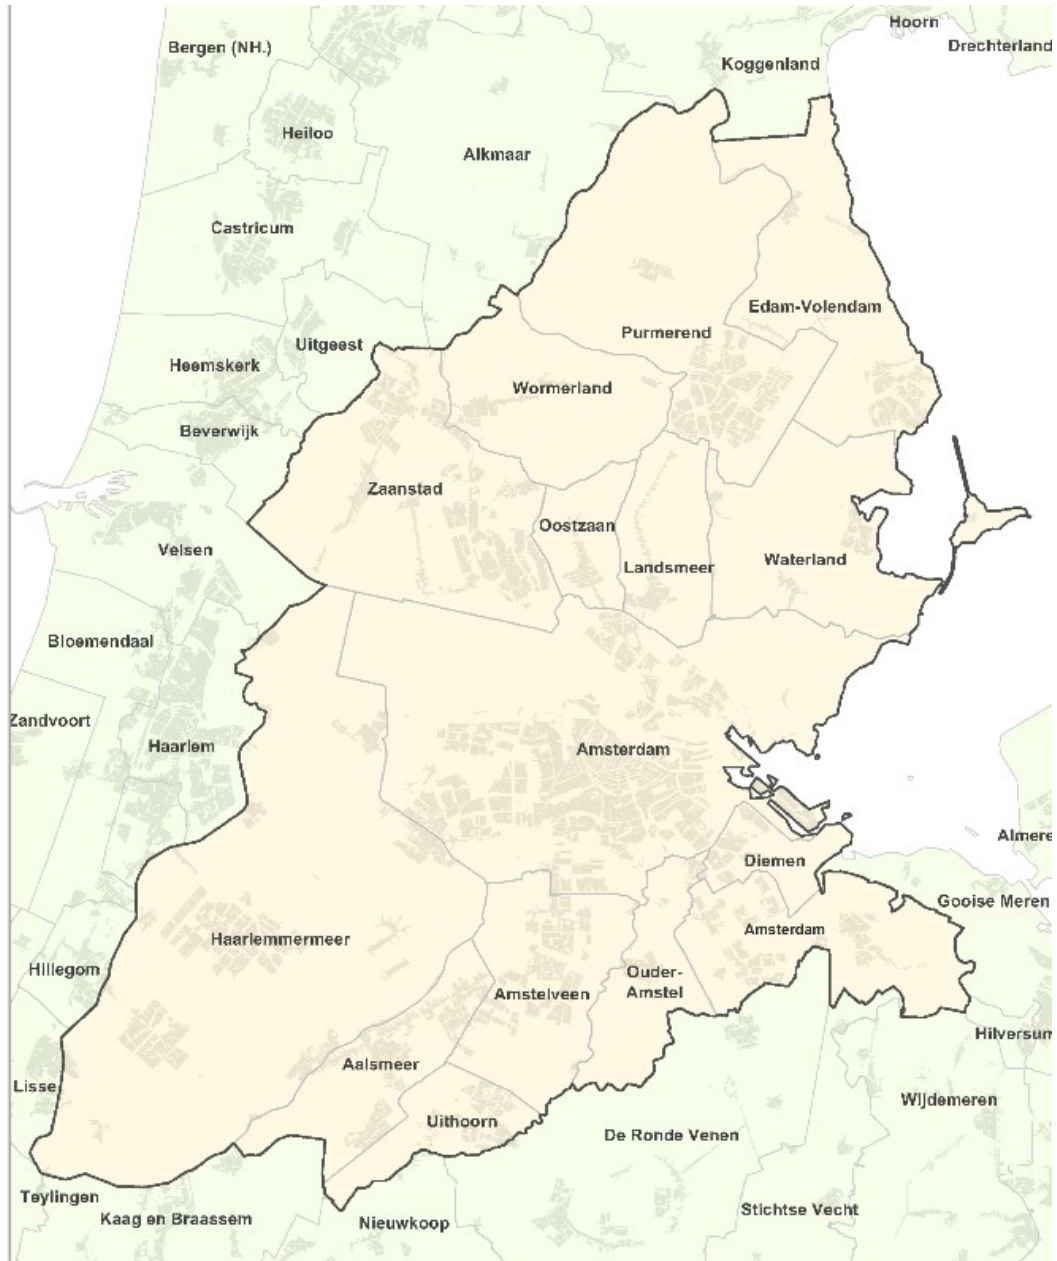 Hoorn
Bergen (NH.)
Drechterland
Koggenland
Heiloo
Alkmaar
Castricum
Edam-Volendam
Purmerend
Uitgeest
Heemskerk
Wormerland
Beverwijk
Zaanstad
Oostzaan
Velsen
Waterland
Landsmeer
Bloemendaal
Zandvoort
Haarlem
Amsterdam
Almere
Diemen
Gooise Meren
Amsterdam
Haarlemmermeer
Hillegom
Ouder-
Amstel
Amstelveen
Hilversum
Aalsmeer
Lisse
Wijdemeren
Uithoorn
De Ronde Venen
Teylingen
Stichtse Vecht
Kaag en Braassem
Nieuwkoop